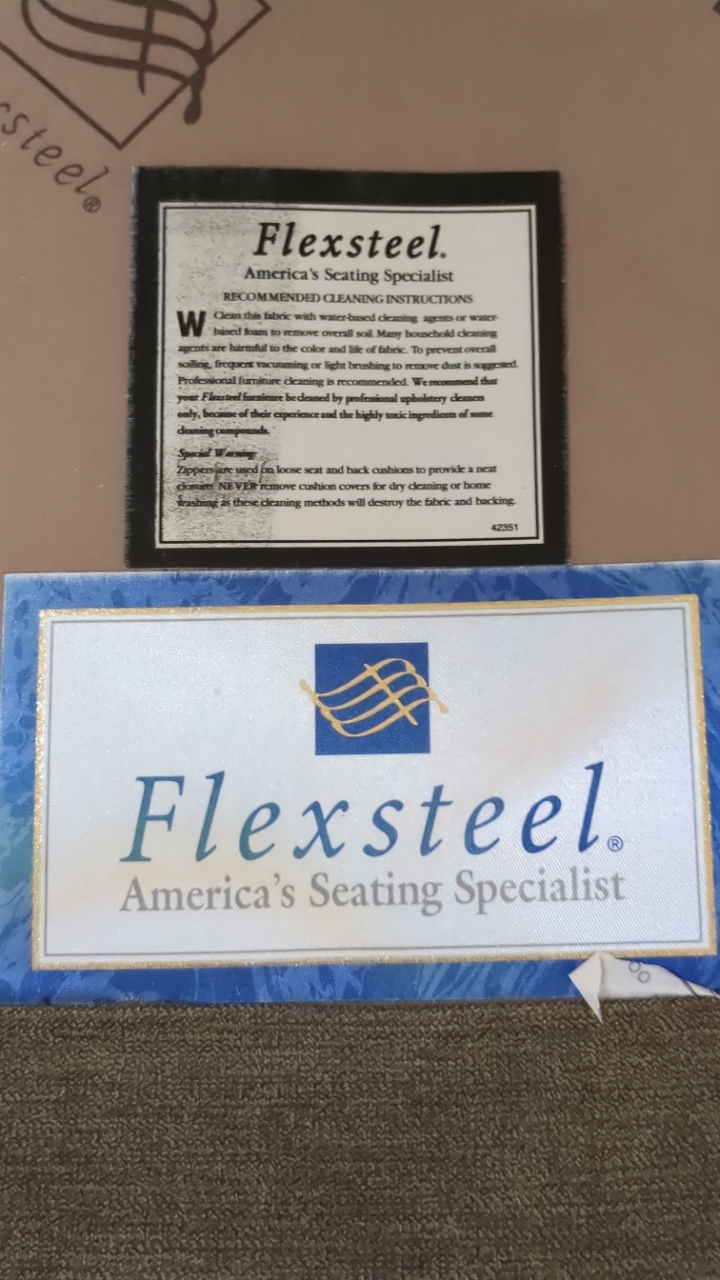 rsteel®
Flexsteel.
America's Seating Specialist
RECOMMENDED CLEANING INSTRUCTIONS
W Clean this fabric with water-based cleaning agents or water-
based foam to remove overall soil. Many household cleaning
agents are harmful to the color and life of fabric. To prevent overall
soiling, frequent vacuuming or light brushing to remove dust is suggested.
Professional furniture cleaning is recommended. We recommend that
your Flexsteel furniture be cleaned by professional upholstery cleaners
only, because of their experience and the highly toxic ingredients of some
cleaning compounds.
Special Warning
Zippers are used on loose seat and back cushions to provide a neat
closure. NEVER remove cushion covers for dry cleaning or home
washing as these cleaning methods will destroy the fabric and backing.
42351
Flexsteel®
America's Seating Specialist